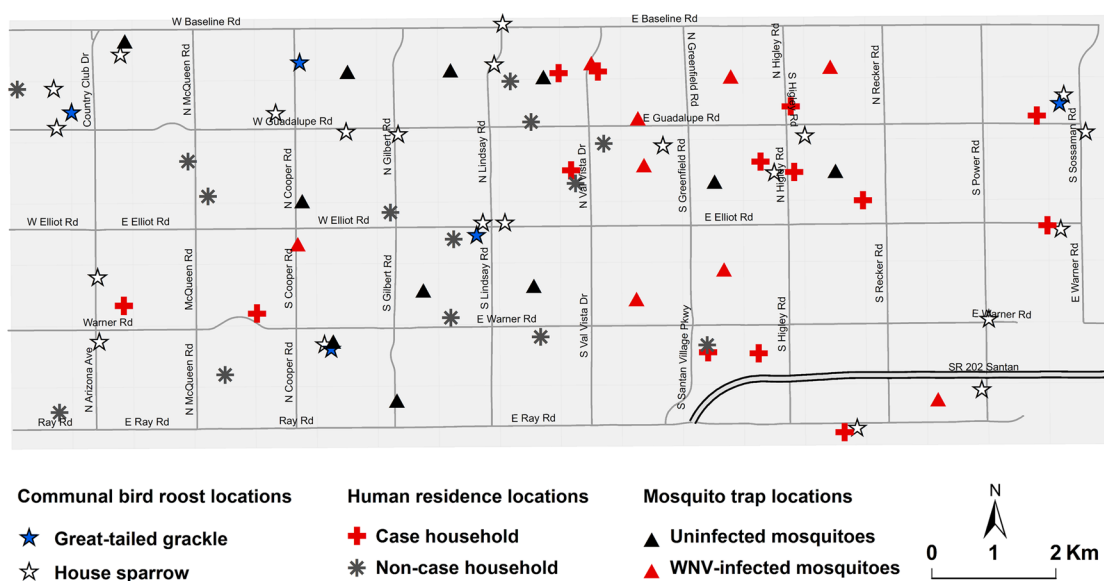 W Baseline Rd
E Baseline Rd
Country Club Dr
N McQueen Rd
N Greenfield Rd
N Higley Rd
S Higley Rd
N Recker Rd
W Guadalupe Rd
E Guadalupe Rd
N Cooper Rd
N Gilbert Rd
N Lindsay Rd
N Val Vista Dr
S Greenfield Rd
N Higley Rd
S Power Rd
S Sossaman Rd
W Elliot Rd
E Elliot Rd
W Elliot Rd
E Elliot Rd
McQueen Rd
S Cooper Rd
S Gilbert Rd
S Lindsay Rd
S Val Vista Dr
S Recker Rd
E Warner Rd
Warner Rd
E Warner Rd
E Warner Rd
S Higley Rd
S Santan Village Pkwy
N Arizona Ave
N McQueen Rd
N Cooper Rd
SR 202 Santan
Ray Rd
E Ray Rd
Ray Rd
E Ray Rd
Communal bird roost locations
Great-tailed grackle
House sparrow
Human residence locations
Case household
Non-case household
Mosquito trap locations
Uninfected mosquitoes
WNV-infected mosquitoes
N
0 1 2 Km